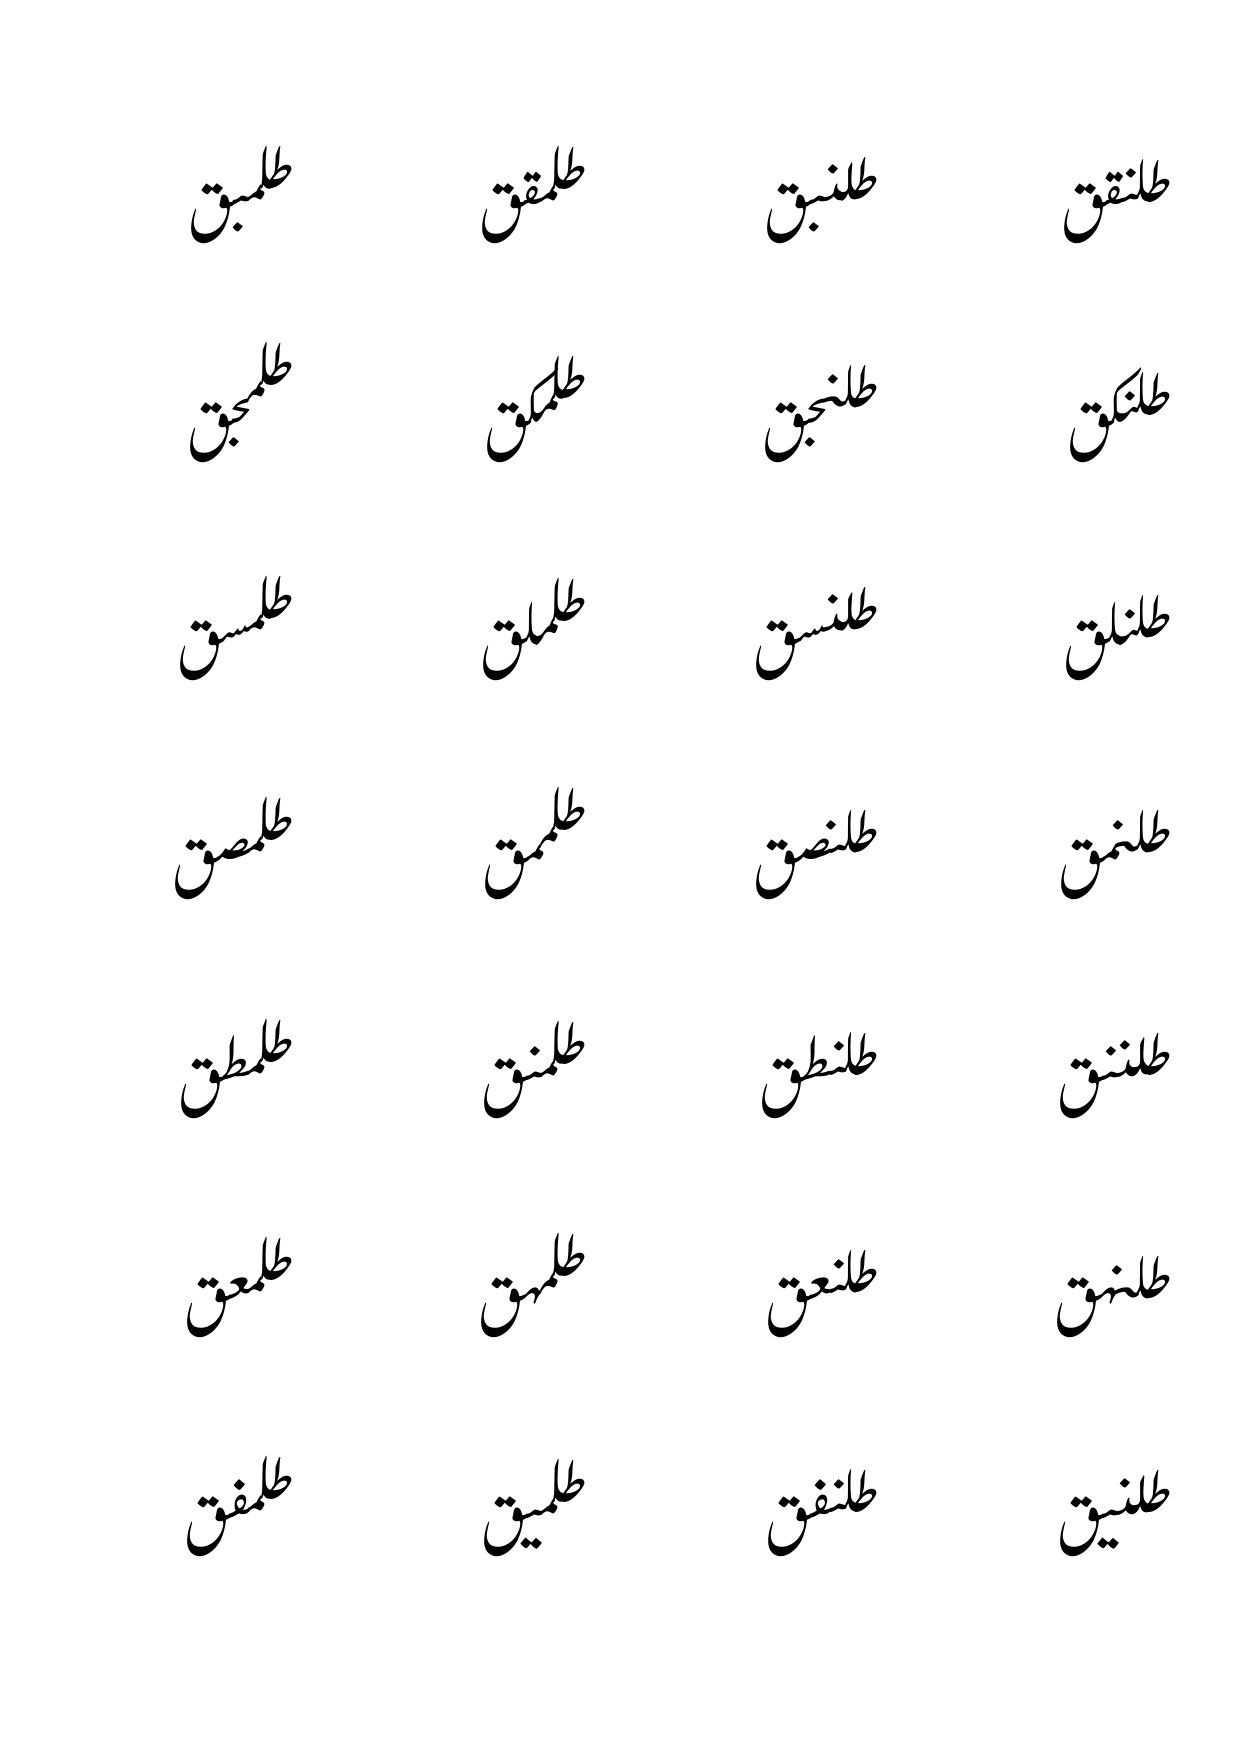 طلنقق طلنبق طلمقق طلمبق
طلنكق طلنجق طلمكق طلمجق
طلنلق طلنسق طلملق طلمسق
طلنمق طلنصق طلممق طلمصق
طلننق طلنطق طلمنق طلمطق
طلنهق طلنعق طلمهق طلمعق
طلنيق طلنفق طلميق طلمفق